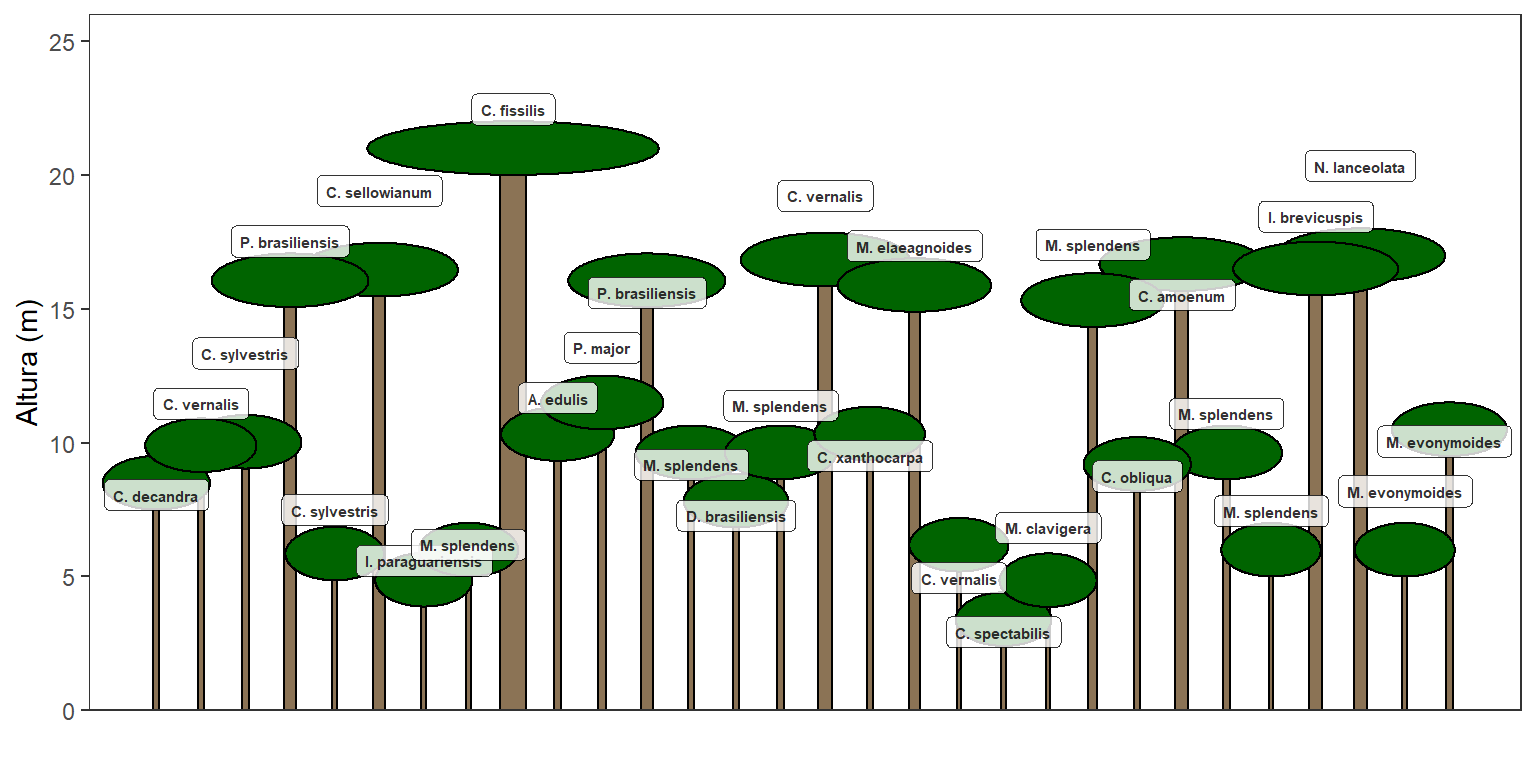 25
20
15
10
5
0
Altura (m)
C. fissilis
N. lanceolata
C. sellowianum
C. vernalis
I. brevicuspis
P. brasiliensis
M. elaeagnoides
M. splendens
P. brasiliensis
C. amoenum
C. sylvestris
P. major
C. vernalis
A. edulis
M. splendens
M. splendens
M. evonymoides
C. decandra
M. splendens
C. xanthocarpa
C. obliqua
M. evonymoides
C. sylvestris
D. brasiliensis
M. splendens
M. clavigera
M. splendens
I. paraguariensis
C. vernalis
C. spectabilis